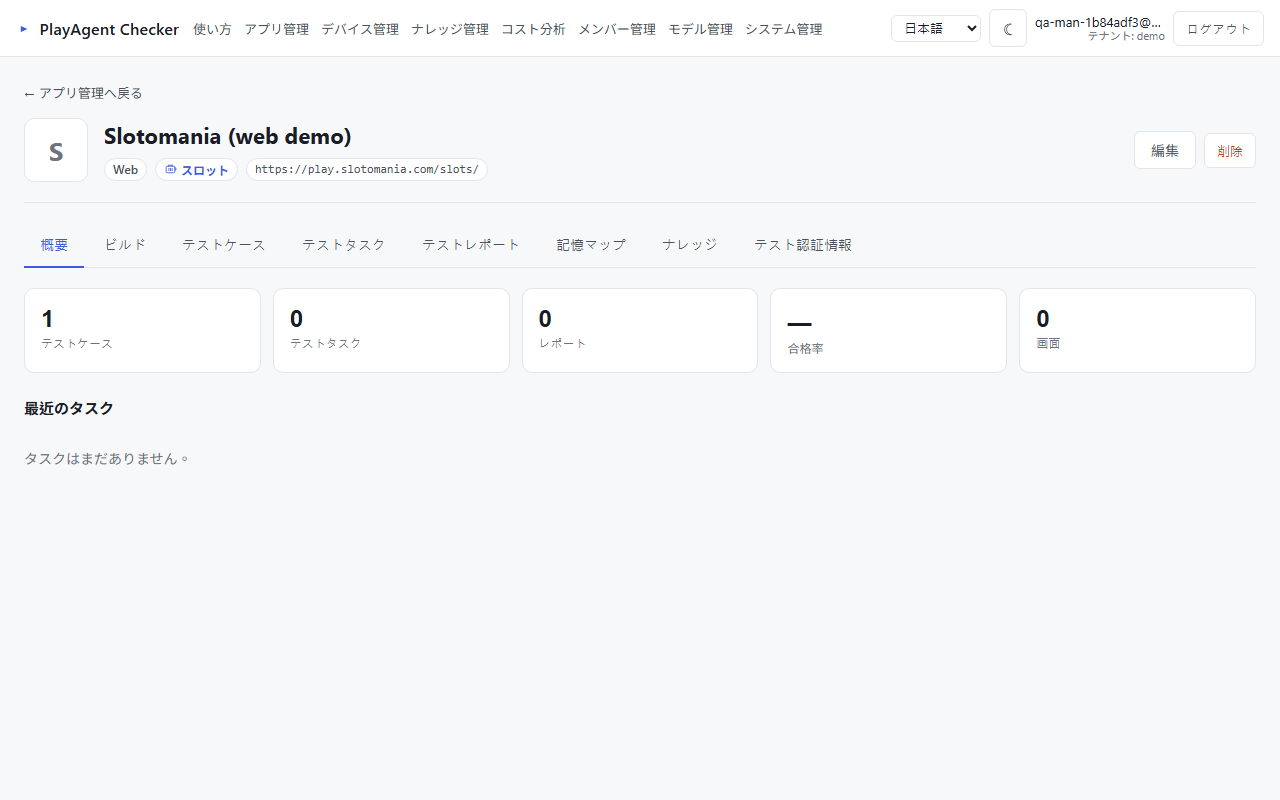 PlayAgent Checker 使い方 アプリ管理 デバイス管理 ナレッジ管理 コスト分析 メンバー管理 モデル管理 システム管理 日本語 qa-man-1b84adf3@... ログアウト
テナント: demo
← アプリ管理へ戻る
S
Slotomania (web demo)
Web スロット https://play.slotomania.com/slots/
編集 削除
概要 ビルド テストケース テストタスク テストレポート 記憶マップ ナレッジ テスト認証情報
1 0 0 — 0
テストケース テストタスク レポート 合格率 画面
最近のタスク
タスクはまだありません。